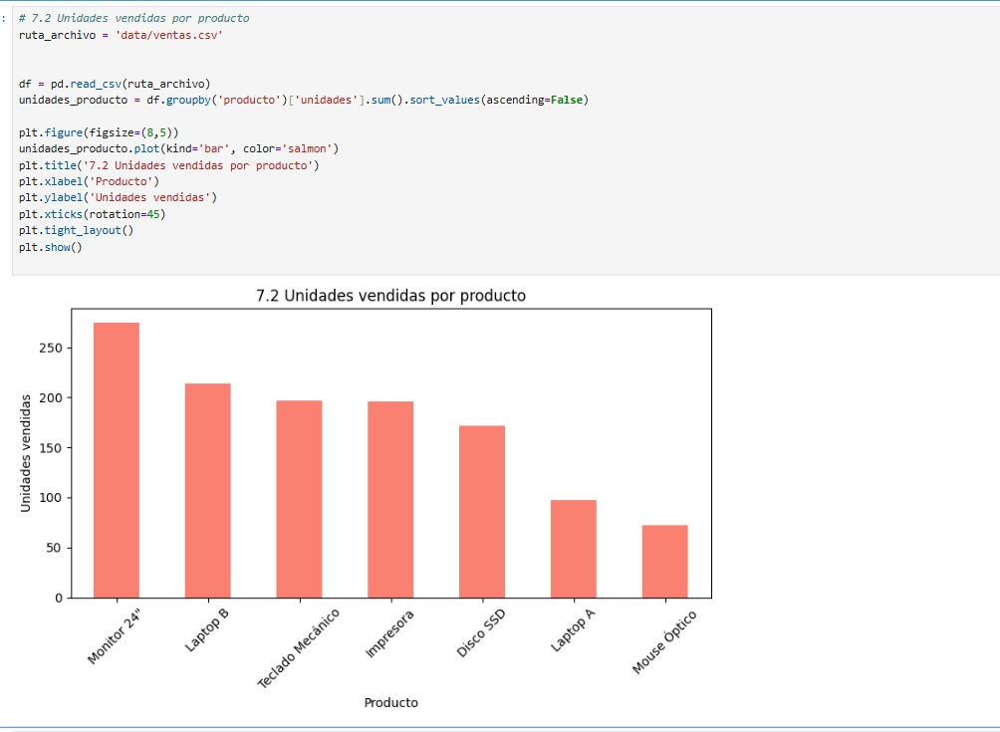 :
# 7.2 Unidades vendidas por producto
ruta_archivo = 'data/ventas.csv'
df = pd.read_csv(ruta_archivo)
unidades_producto = df.groupby('producto')['unidades'].sum().sort_values(ascending=False)
plt.figure(figsize=(8,5))
unidades_producto.plot(kind='bar', color='salmon')
plt.title('7.2 Unidades vendidas por producto')
plt.xlabel('Producto')
plt.ylabel('Unidades vendidas')
plt.xticks(rotation=45)
plt.tight_layout()
plt.show()
7.2 Unidades vendidas por producto
Unidades vendidas
250
200
150
100
50
0
Monitor 24"
Laptop B
Teclado Mecánico
Impresora
Disco SSD
Laptop A
Mouse Óptico
Producto